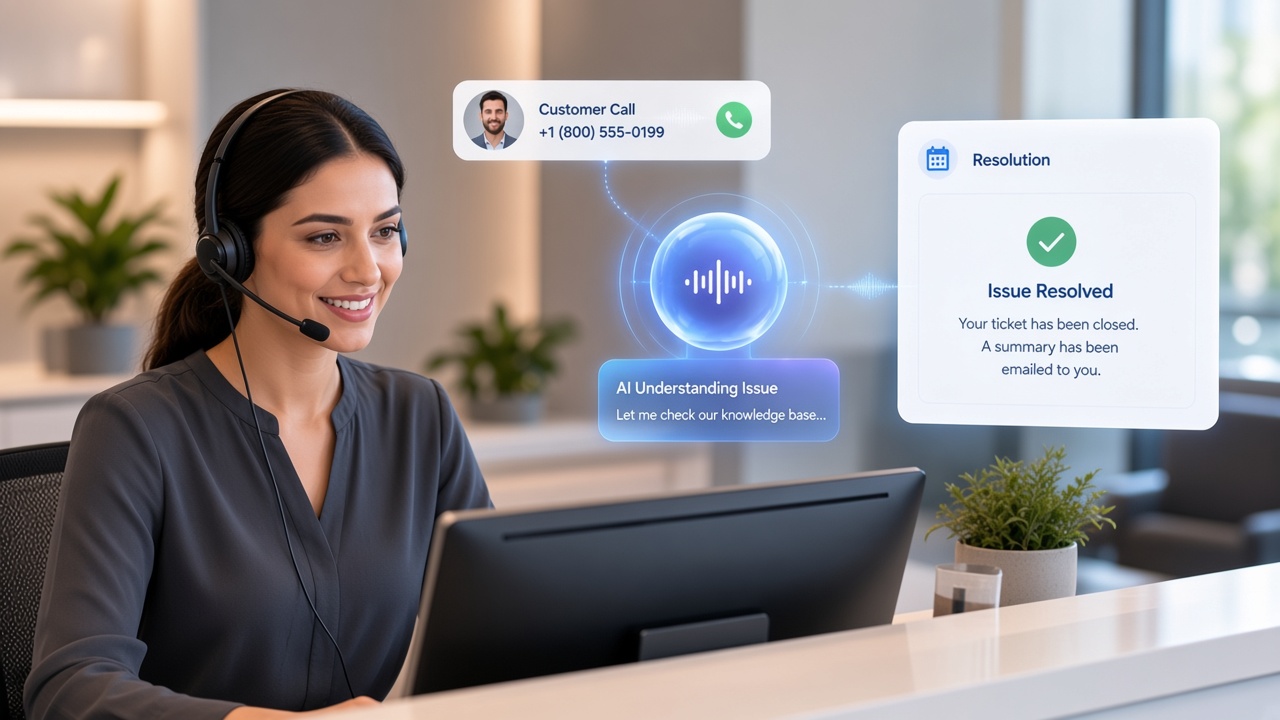 Customer Call
+1 (800) 555-0199
AI Understanding Issue
Let me check our knowledge base...
Resolution
Issue Resolved
Your ticket has been closed.
A summary has been
emailed to you.